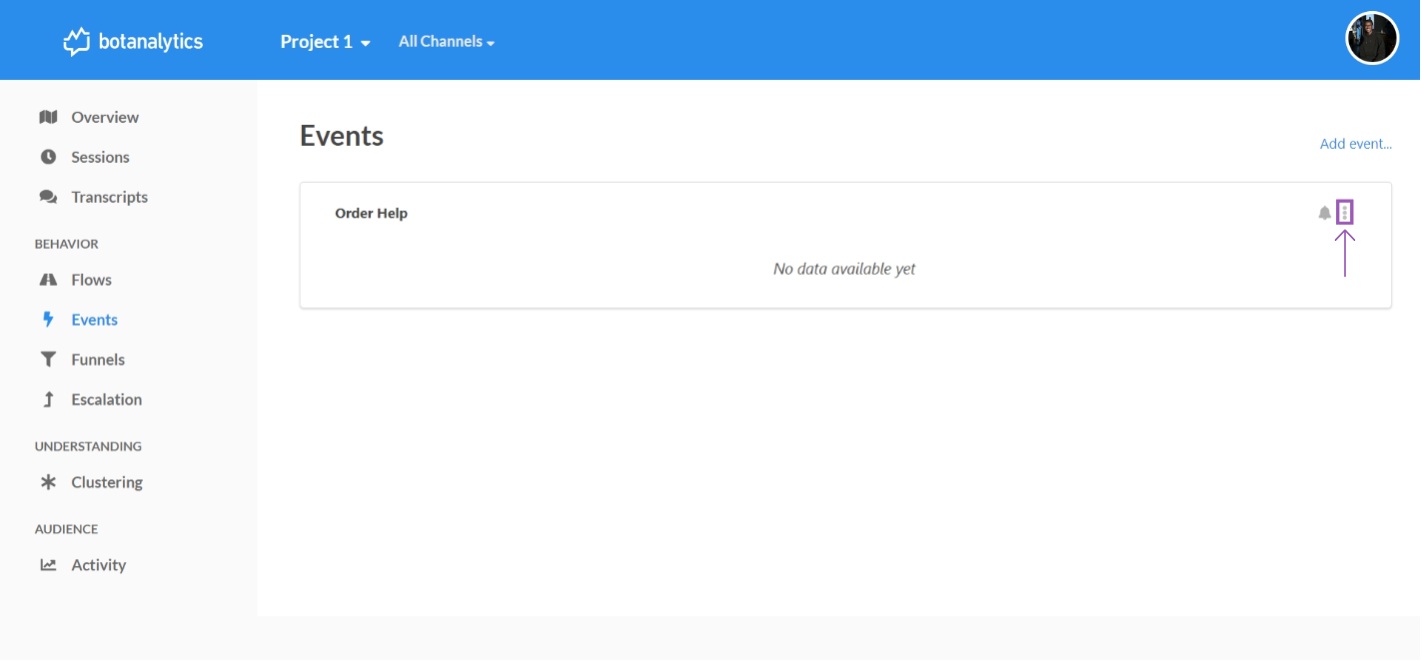 botanalytics
Project 1
All Channels
Overview
Sessions
Transcripts
BEHAVIOR
Flows
Events
Funnels
Escalation
UNDERSTANDING
Clustering
AUDIENCE
Activity
Events
Add event...
Order Help
No data available yet